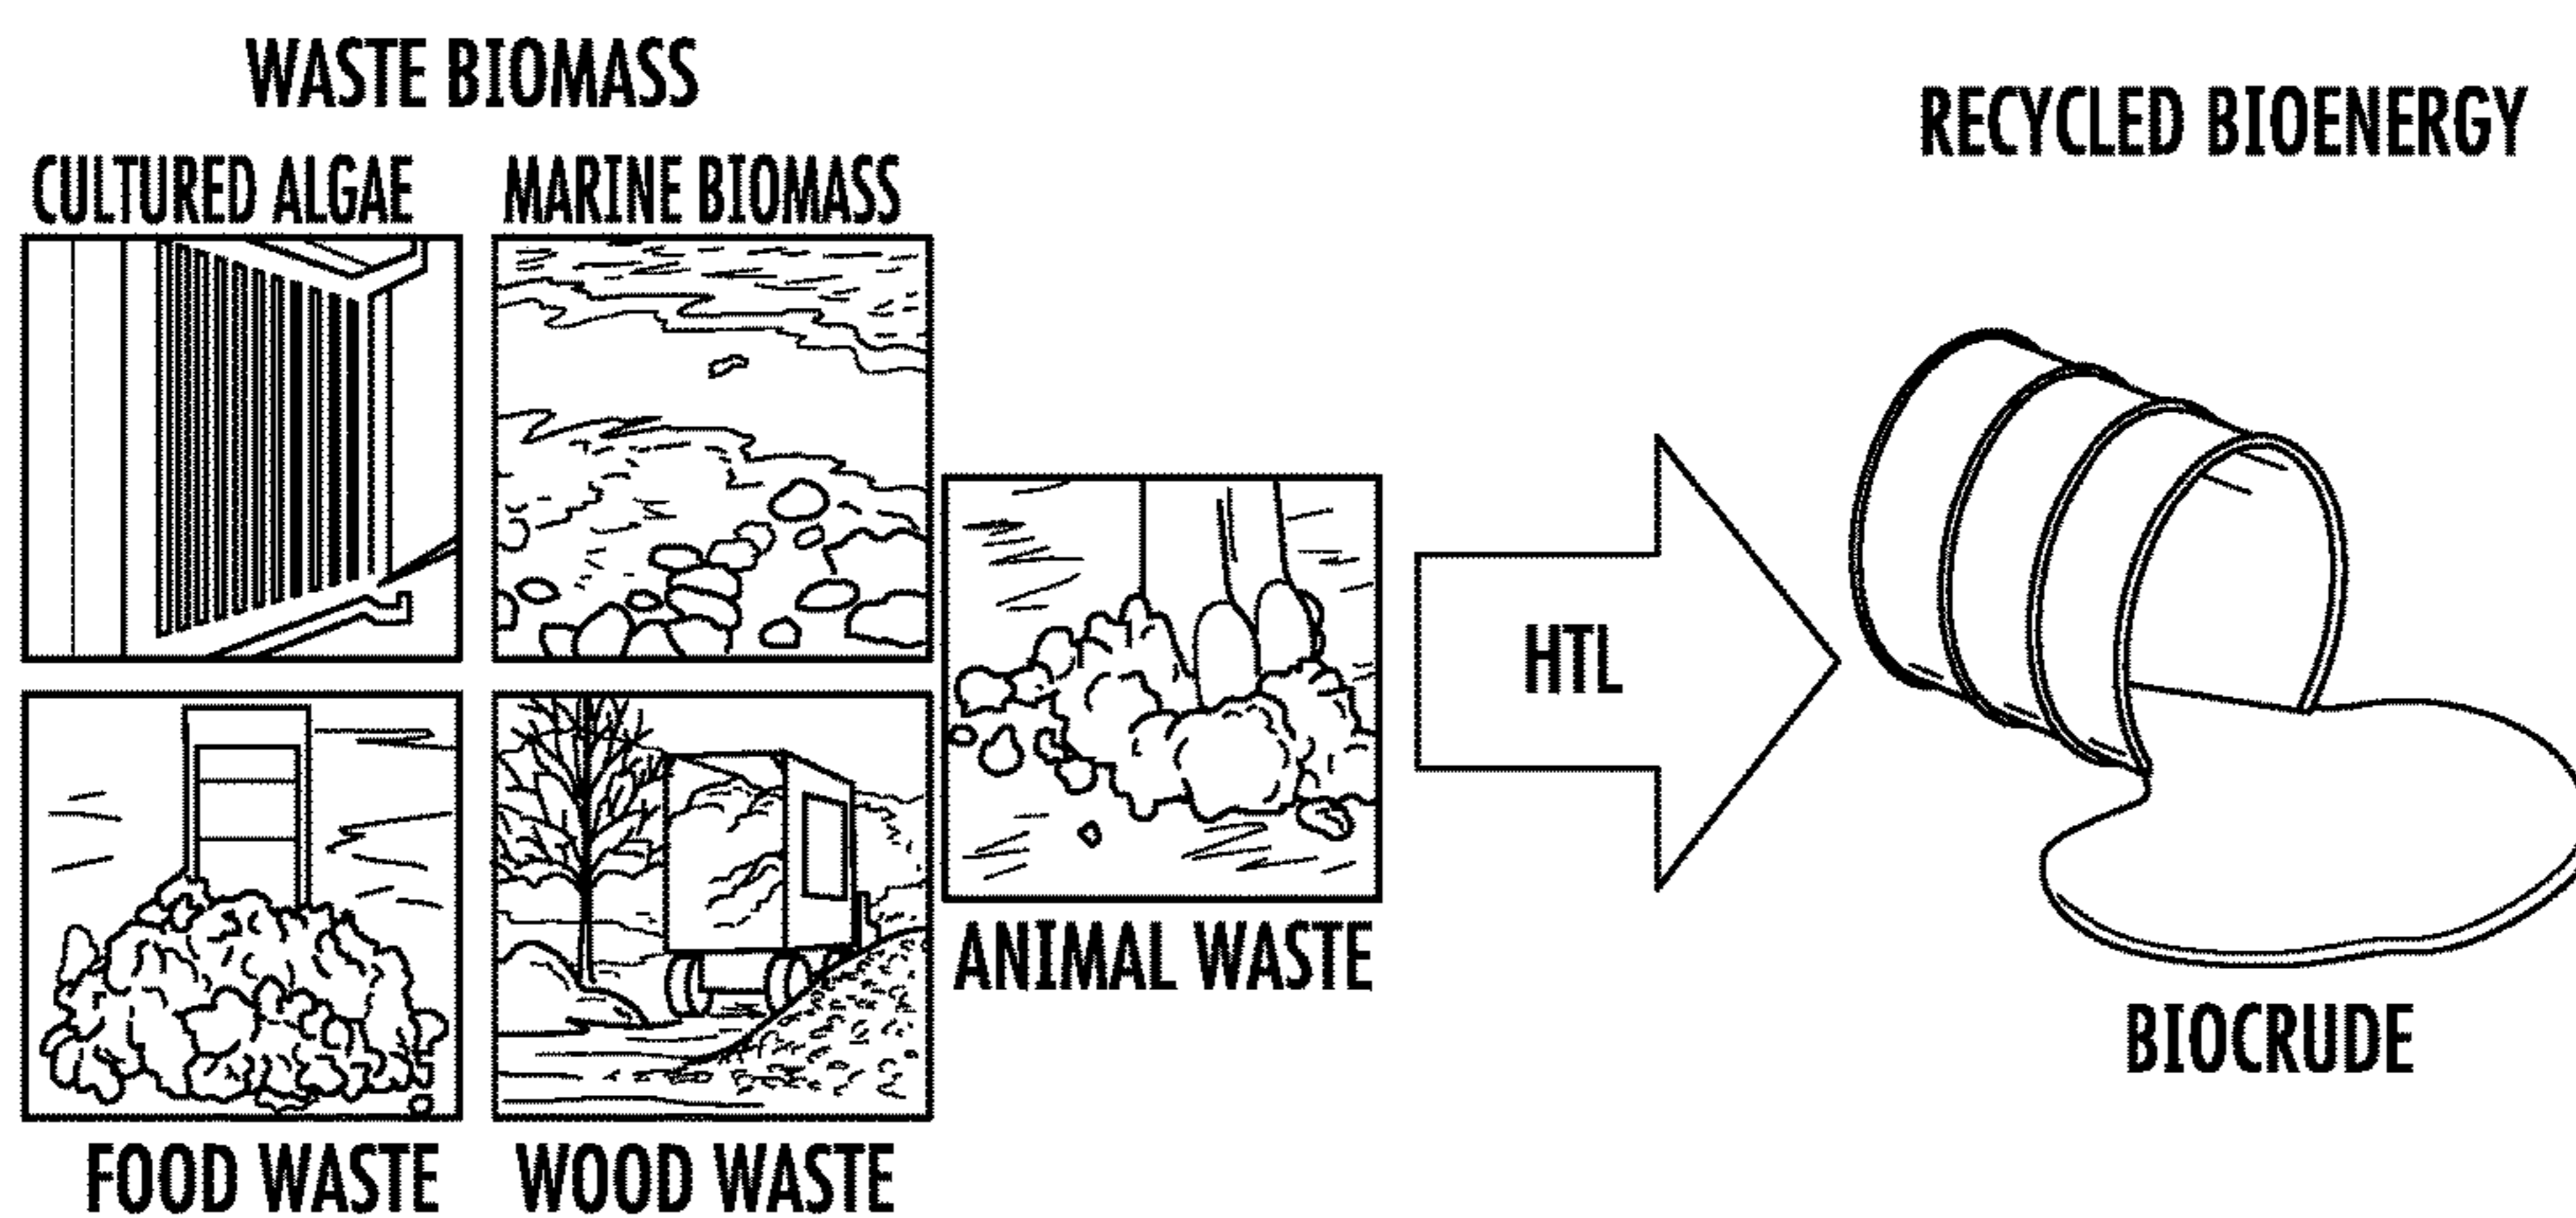 WASTE BIOMASS
CULTURED ALGAE
MARINE BIOMASS
FOOD WASTE
WOOD WASTE
ANIMAL WASTE
HTL
RECYCLED BIOENERGY
BIOCRUDE